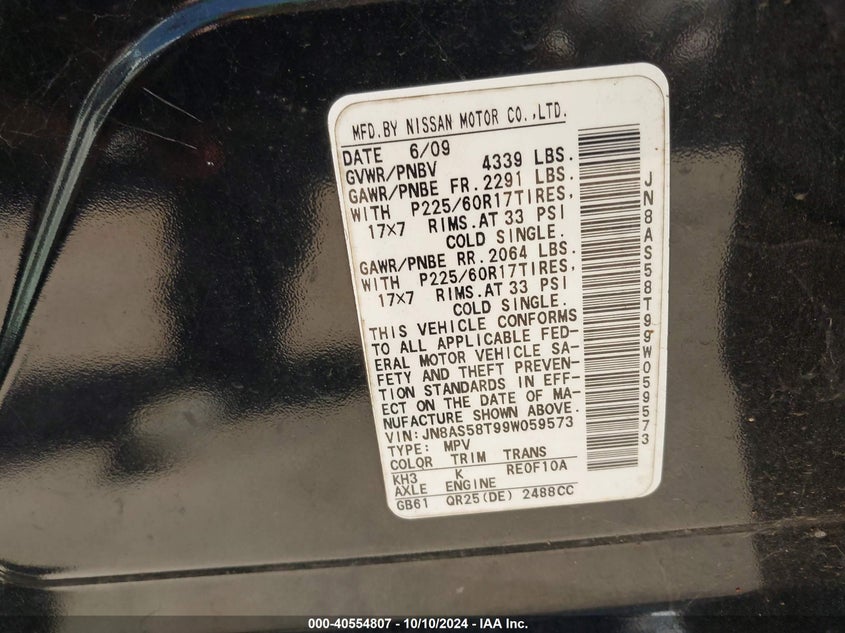 MFD.BY NISSAN MOTOR CO.,LTD.
DATE 6/09
GVWR/PNBV 4339 LBS.
GAWR/PNBE FR.2291 LBS.
WITH P225/60R17TIRES,
17×7 RIMS.AT 33 PSI
COLD SINGLE.
GAWR/PNBE RR.2064 LBS.
WITH P225/60R17TIRES,
17×7 RIMS.AT 33 PSI
COLD SINGLE.
THIS VEHICLE CONFORMS
TO ALL APPLICABLE FED-
ERAL MOTOR VEHICLE SA-
FETY AND THEFT PREVEN-
TION STANDARDS IN EFF-
ECT ON THE DATE OF MA-
NUFACTURE SHOWN ABOVE.
VIN:JN8AS58T99W059573
TYPE: MPV
COLOR TRIM TRANS
KH3 K RE0F10A
AXLE ENGINE
GB61 QR25(DE) 2488CC
JN8AS58T99W059573
000-40554807 - 10/10/2024 - IAA Inc.